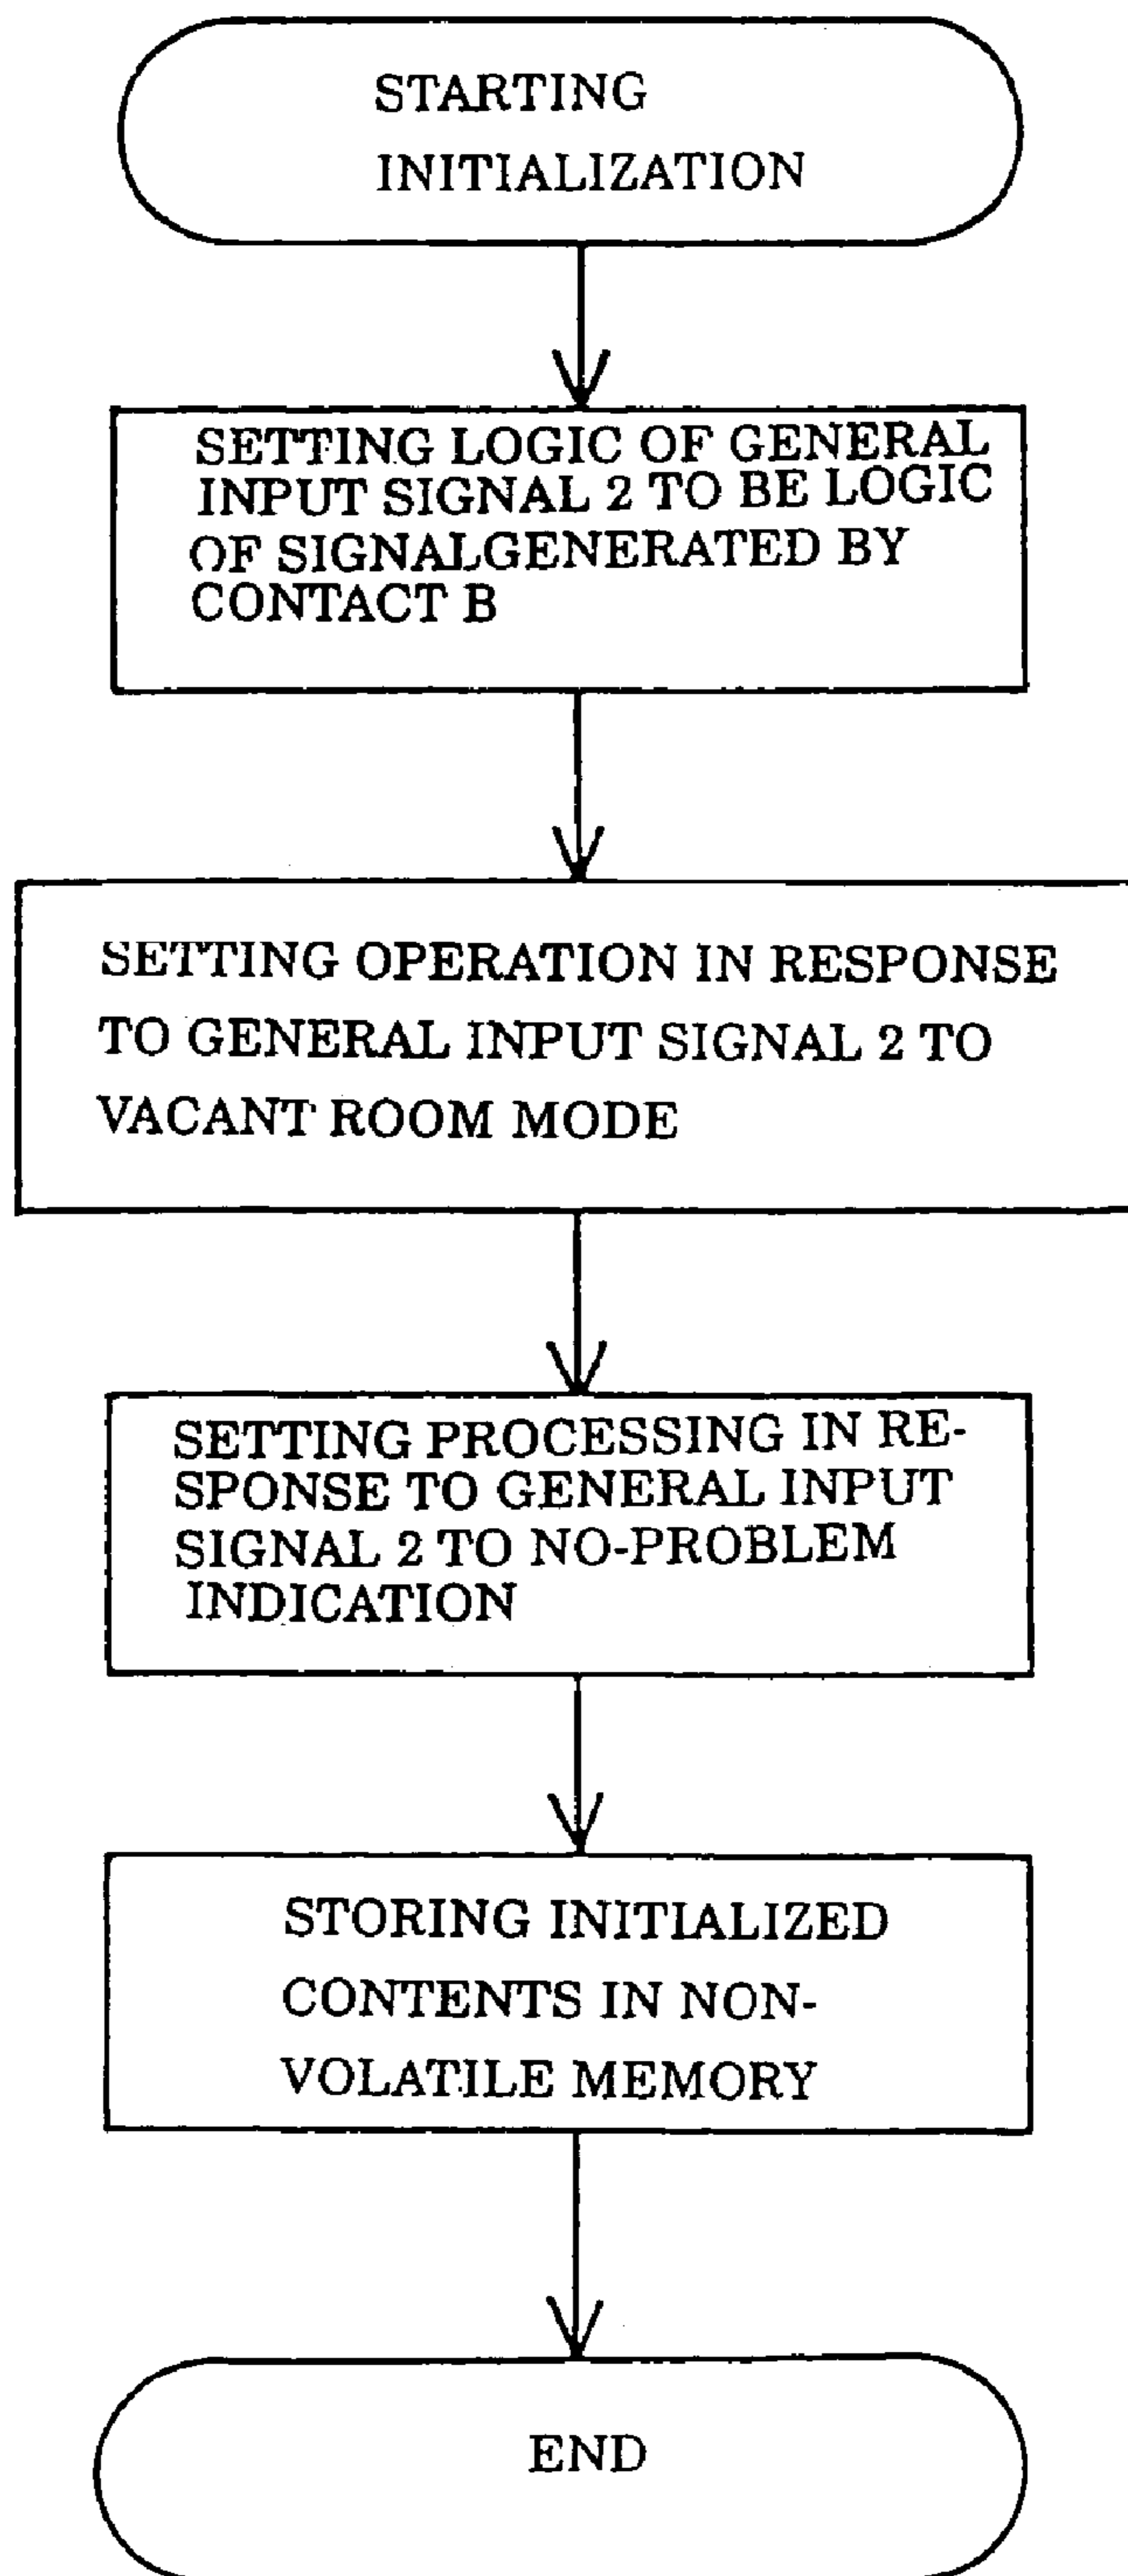 STARTING
INITIALIZATION
SETTING LOGIC OF GENERAL
INPUT SIGNAL 2 TO BE LOGIC
OF SIGNALGENERATED BY
CONTACT B
SETTING OPERATION IN RESPONSE
TO GENERAL INPUT SIGNAL 2 TO
VACANT ROOM MODE
SETTING PROCESSING IN RE-
SPONSE TO GENERAL INPUT
SIGNAL 2 TO NO-PROBLEM
INDICATION
STORING INITIALIZED
CONTENTS IN NON-
VOLATILE MEMORY
END